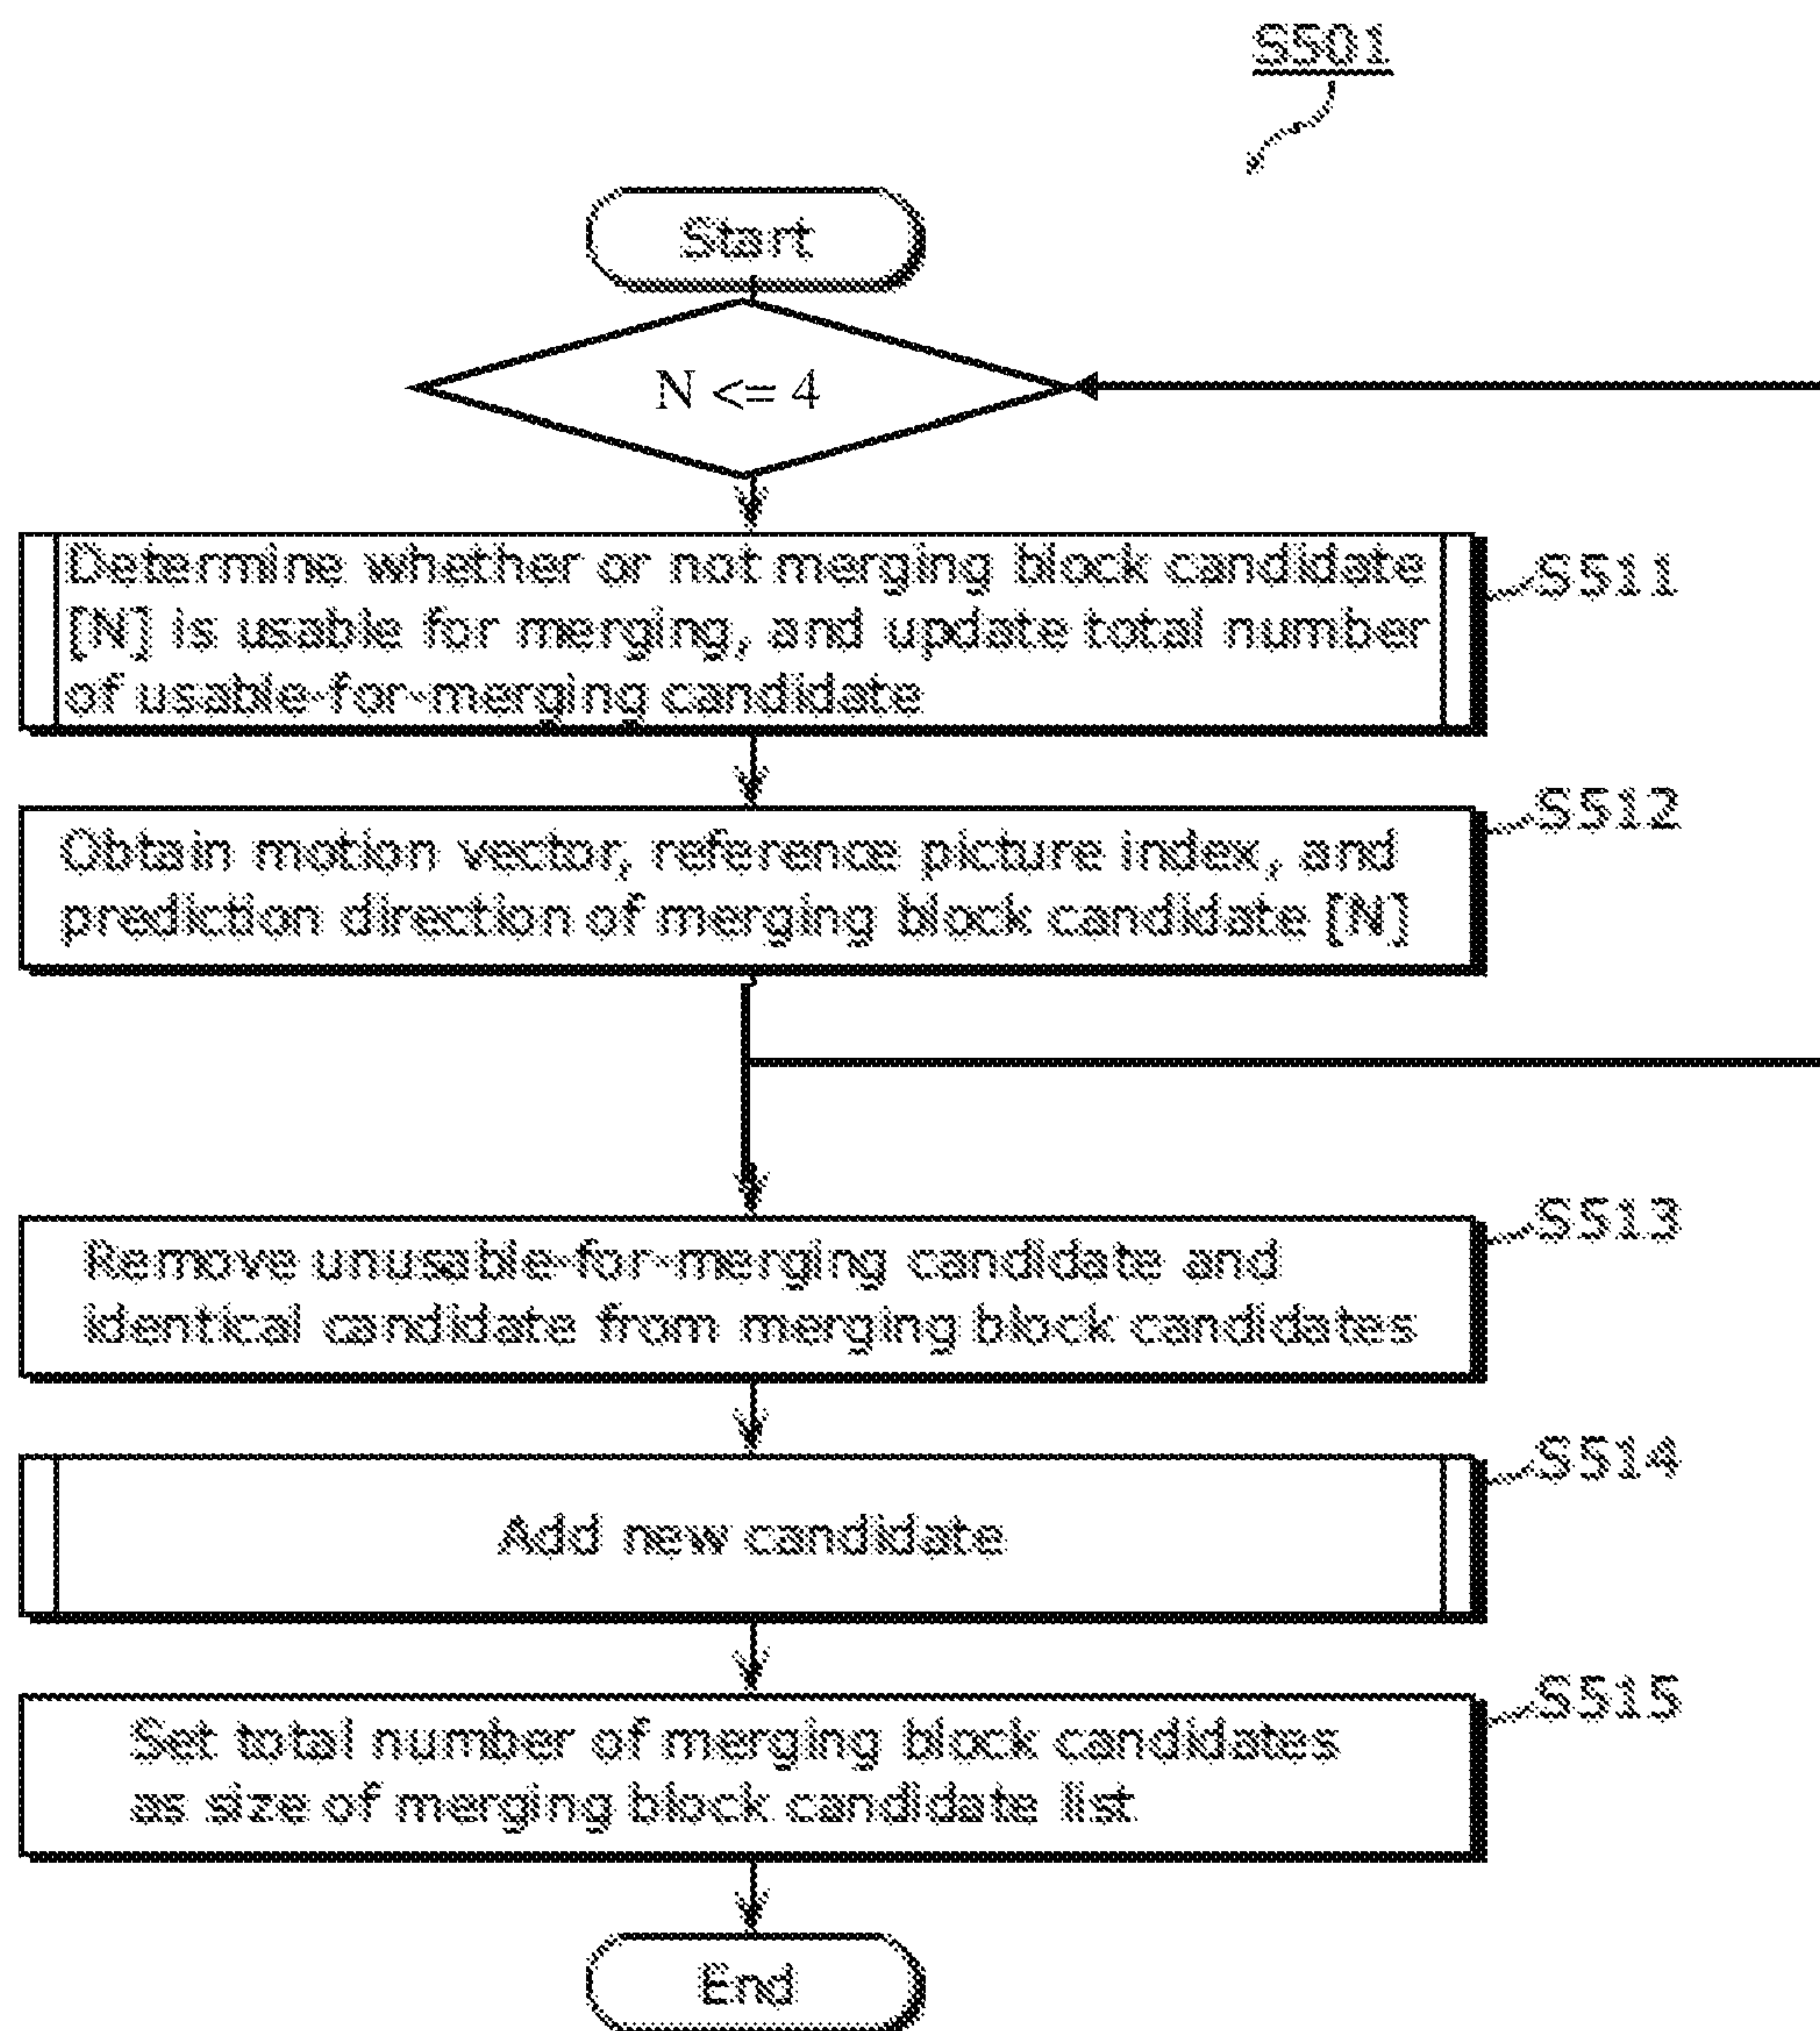 S501
Start
N <= 4
Determine whether or not merging block candidate
[N] is usable for merging, and update total number
of usable-for-merging candidate
S511
S512
Obtain motion vector, reference picture index, and
prediction direction of merging block candidate [N]
S513
Remove unusable-for-merging candidate and
identical candidate from merging block candidates
S514
Add new candidate
S515
Set total number of merging block candidates
as size of merging block candidate list
End